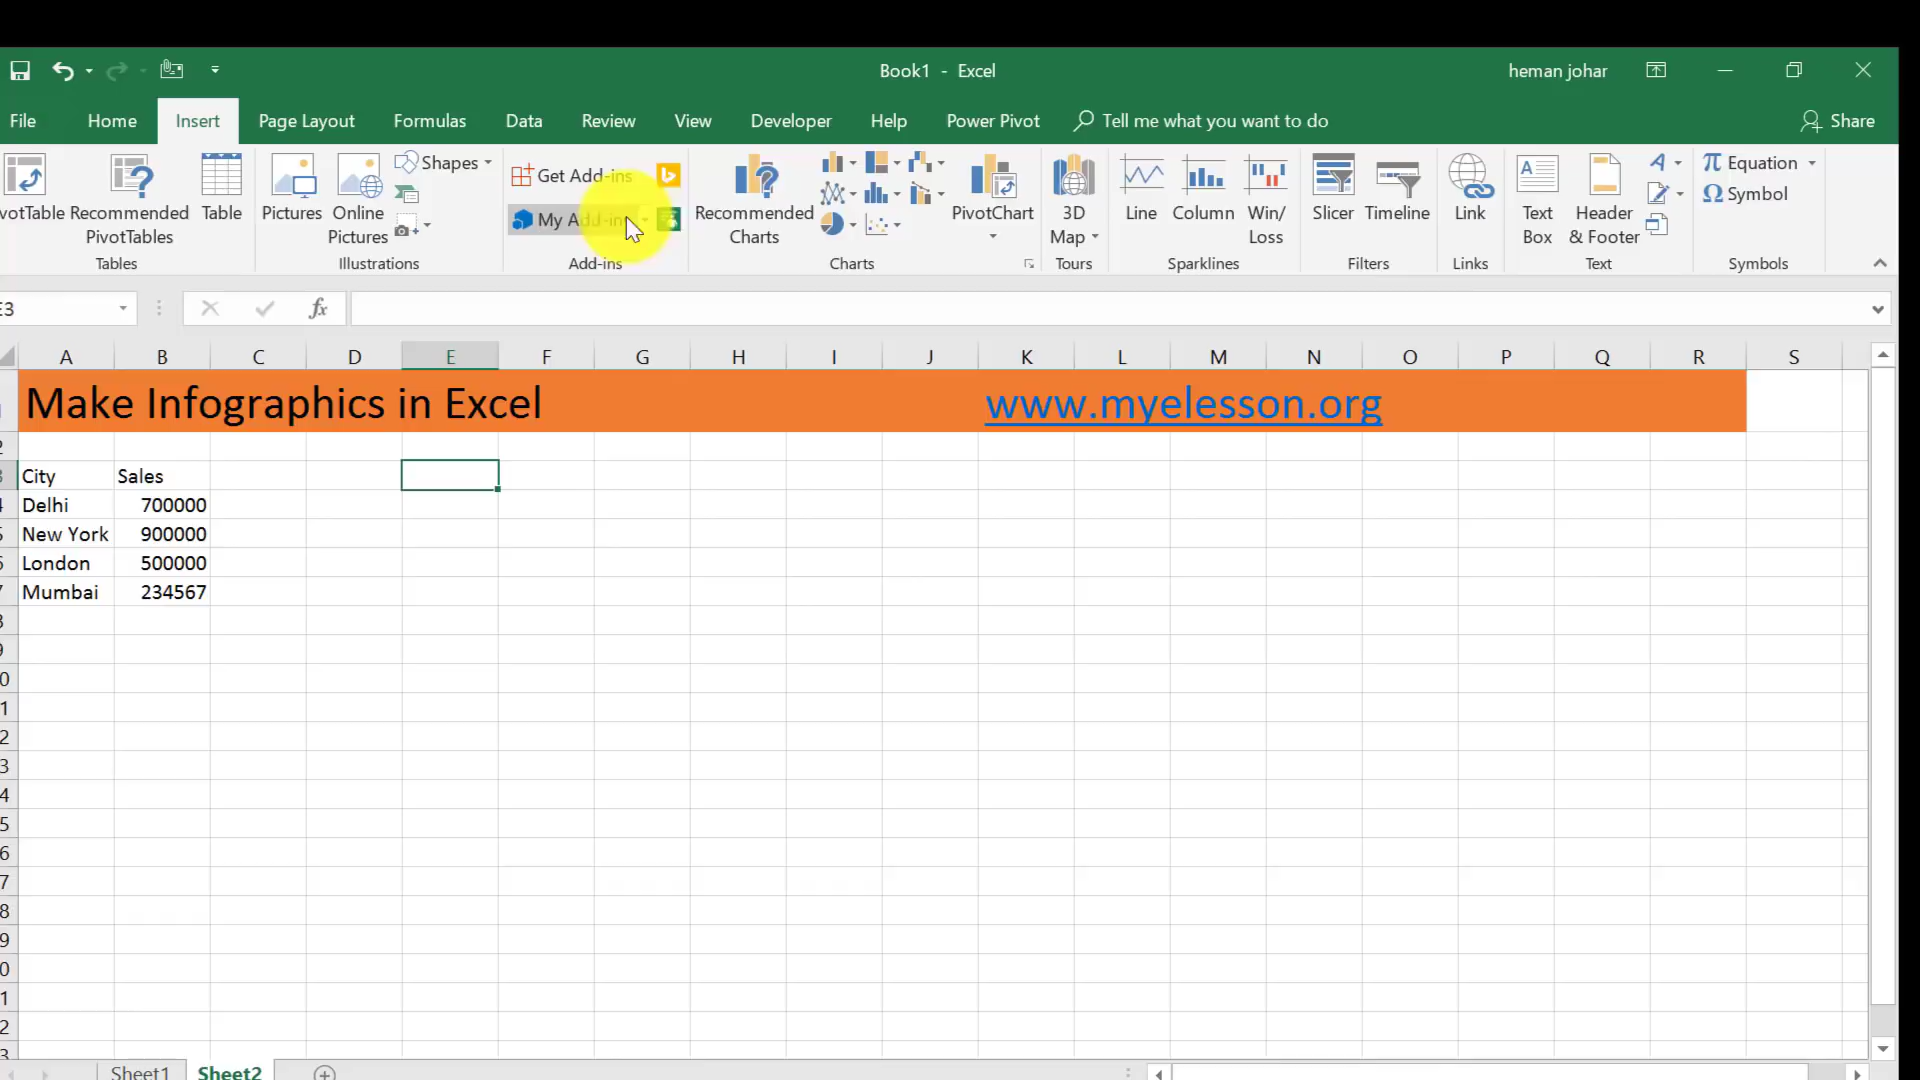 Book1 - Excel
heman johar
File Home Insert Page Layout Formulas Data Review View Developer Help Power Pivot Tell me what you want to do Share
Recommended PivotTables
Table
Tables
Pictures
Online Pictures
Shapes
Illustrations
Get Add-ins
My Add-ins
Add-ins
Recommended Charts
PivotChart
Charts
3D Map
Tours
Line
Column
Win/ Loss
Sparklines
Slicer
Timeline
Filters
Link
Links
Text Box
Header & Footer
Text
π Equation
Ω Symbol
Symbols
fx
A B C D E F G H I J K L M N O P Q R S
Make Infographics in Excel www.myelesson.org
City Sales
Delhi 700000
New York 900000
London 500000
Mumbai 234567
Sheet1 Sheet2